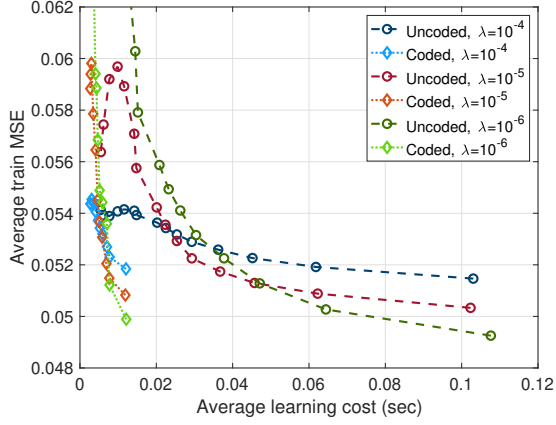 0.06
0.058
0.056
0.054
0.052
0.05
0.048
Average train MSE
Uncoded, λ=10⁻⁴
Coded, λ=10⁻⁴
Uncoded, λ=10⁻⁵
Coded, λ=10⁻⁵
Uncoded, λ=10⁻⁶
Coded, λ=10⁻⁶
0 0.02 0.04 0.06 0.08 0.1 0.12
Average learning cost (sec)